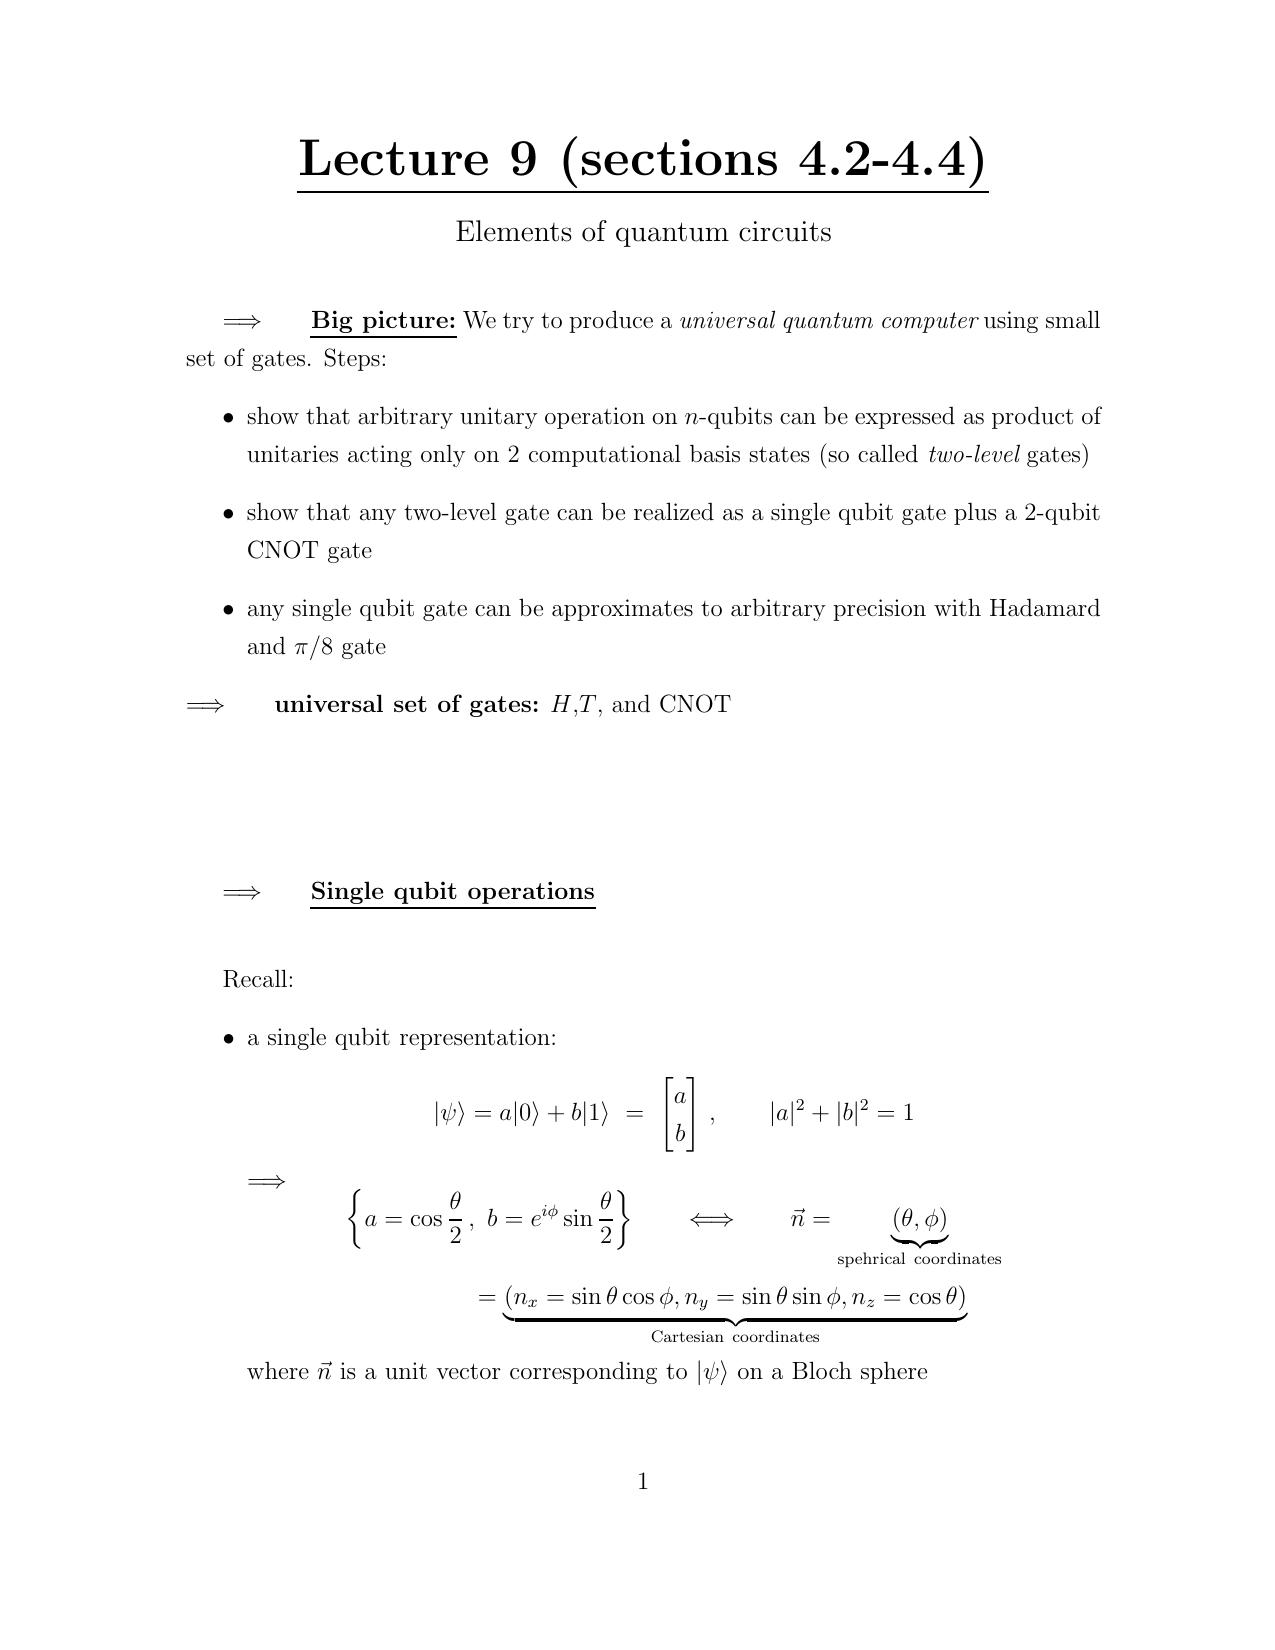 Lecture 9 (sections 4.2-4.4)
Elements of quantum circuits
⟹ Big picture: We try to produce a universal quantum computer using small
set of gates. Steps:
• show that arbitrary unitary operation on n-qubits can be expressed as product of
unitaries acting only on 2 computational basis states (so called two-level gates)
• show that any two-level gate can be realized as a single qubit gate plus a 2-qubit
CNOT gate
• any single qubit gate can be approximates to arbitrary precision with Hadamard
and π/8 gate
⟹ universal set of gates: H,T, and CNOT
⟹ Single qubit operations
Recall:
• a single qubit representation:
|ψ⟩ = a|0⟩ + b|1⟩ = [a b] , |a|² + |b|² = 1
⟹
{a = cos θ/2 , b = e^{iφ} sin θ/2} ⟺ n⃗ = (θ, ϕ)
spehrical coordinates
= (n_x = sin θ cos ϕ, n_y = sin θ sin ϕ, n_z = cos θ)
Cartesian coordinates
where n⃗ is a unit vector corresponding to |ψ⟩ on a Bloch sphere
1